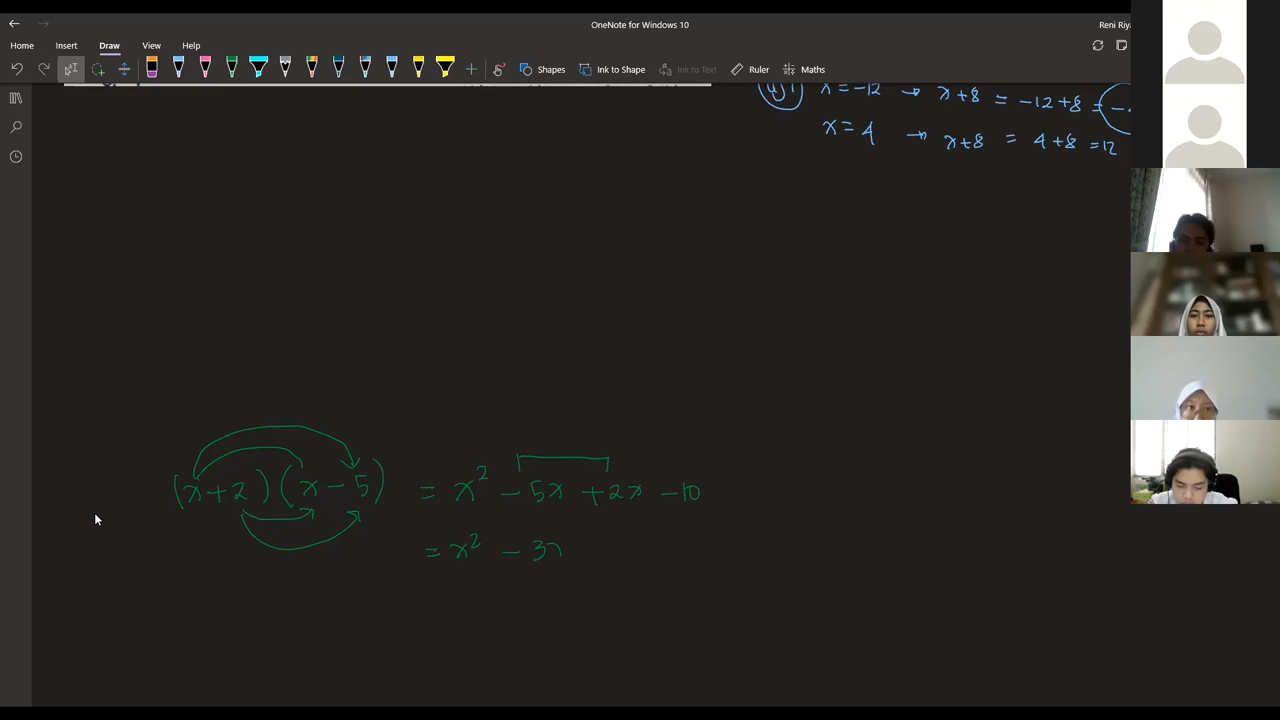 OneNote for Windows 10
Reni Riya
Home Insert Draw View Help
Shapes Ink to Shape Ink to Text Ruler Maths
x = -12 → x+8 = -12+8 = -
x = 4 → x+8 = 4+8 = 12
(x+2)(x-5) = x² - 5x + 2x - 10
= x² - 3x